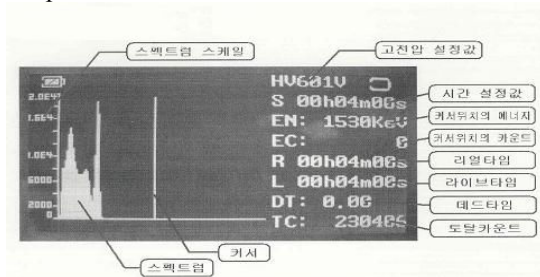 스펙트럼 스케일
고전압 설정값
HV601V
2.0E4
S 00h04m00s
시간 설정값
1.6E4
EN: 1530KeV
커서위치의 에너지
EC: 0
커서위치의 카운트
1.0E4
R 00h04m00s
리얼타임
6000
L 00h04m00s
라이브타임
2000
DT: 0.00
데드타임
0
TC: 230405
토탈카운트
커서
스펙트럼